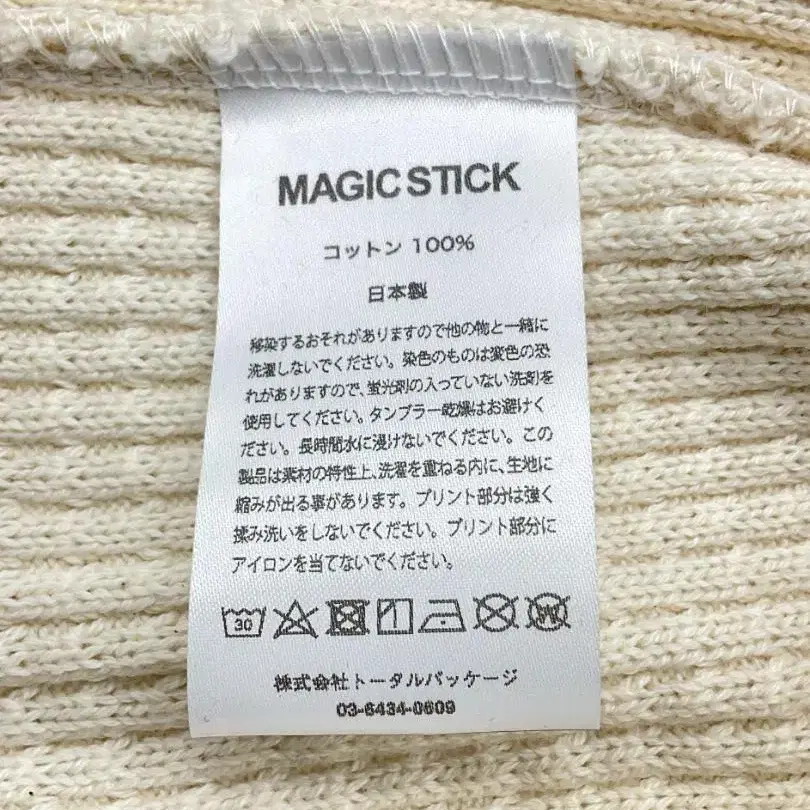 MAGIC STICK
コットン 100%
日本製
移染するおそれがありますので他の物と一緒に
洗濯しないでください。染色のものは変色の恐
れがありますので、蛍光剤の入っていない洗剤を
使用してください。タンブラー乾燥はお避けく
ださい。長時間水に浸けないでください。この
製品は素材の特性上、洗濯を重ねる内に、生地に
縮みが出る事があります。プリント部分は強く
揉み洗いをしないでください。プリント部分に
アイロンを当てないでください。
30
W
株式会社トータルパッケージ
03-6434-0609